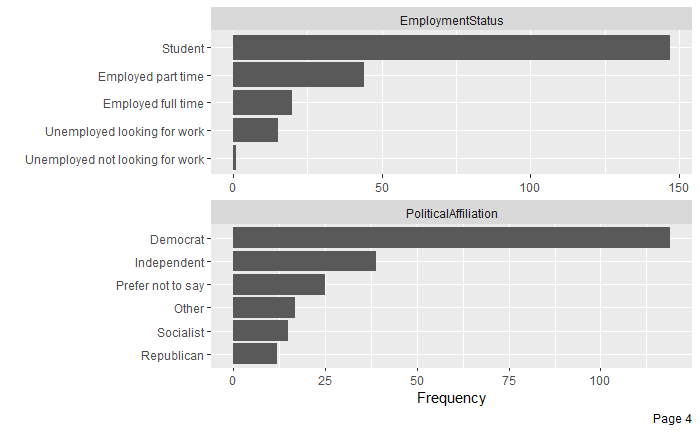 EmploymentStatus
Student
Employed part time
Employed full time
Unemployed looking for work
Unemployed not looking for work
0 50 100 150
PoliticalAffiliation
Democrat
Independent
Prefer not to say
Other
Socialist
Republican
0 25 50 75 100
Frequency
Page 4